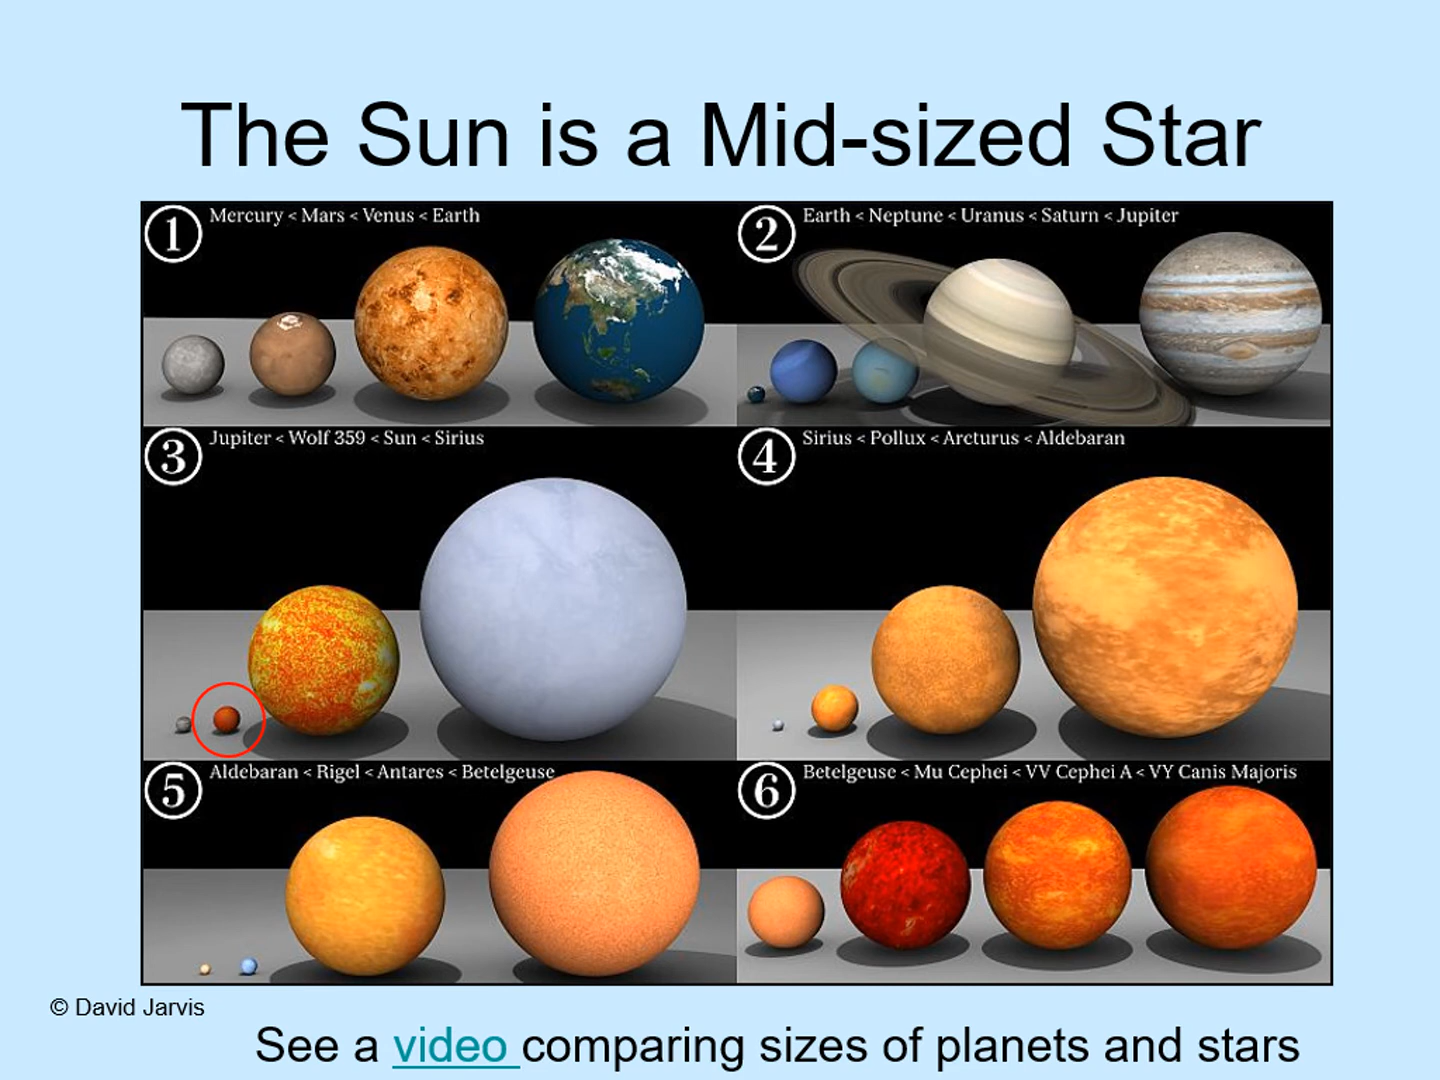 The Sun is a Mid-sized Star
1 Mercury < Mars < Venus < Earth
2 Earth < Neptune < Uranus < Saturn < Jupiter
3 Jupiter < Wolf 359 < Sun < Sirius
4 Sirius < Pollux < Arcturus < Aldebaran
5 Aldebaran < Rigel < Antares < Betelgeuse
6 Betelgeuse < Mu Cephei < VV Cephei A < VY Canis Majoris
© David Jarvis
See a video comparing sizes of planets and stars